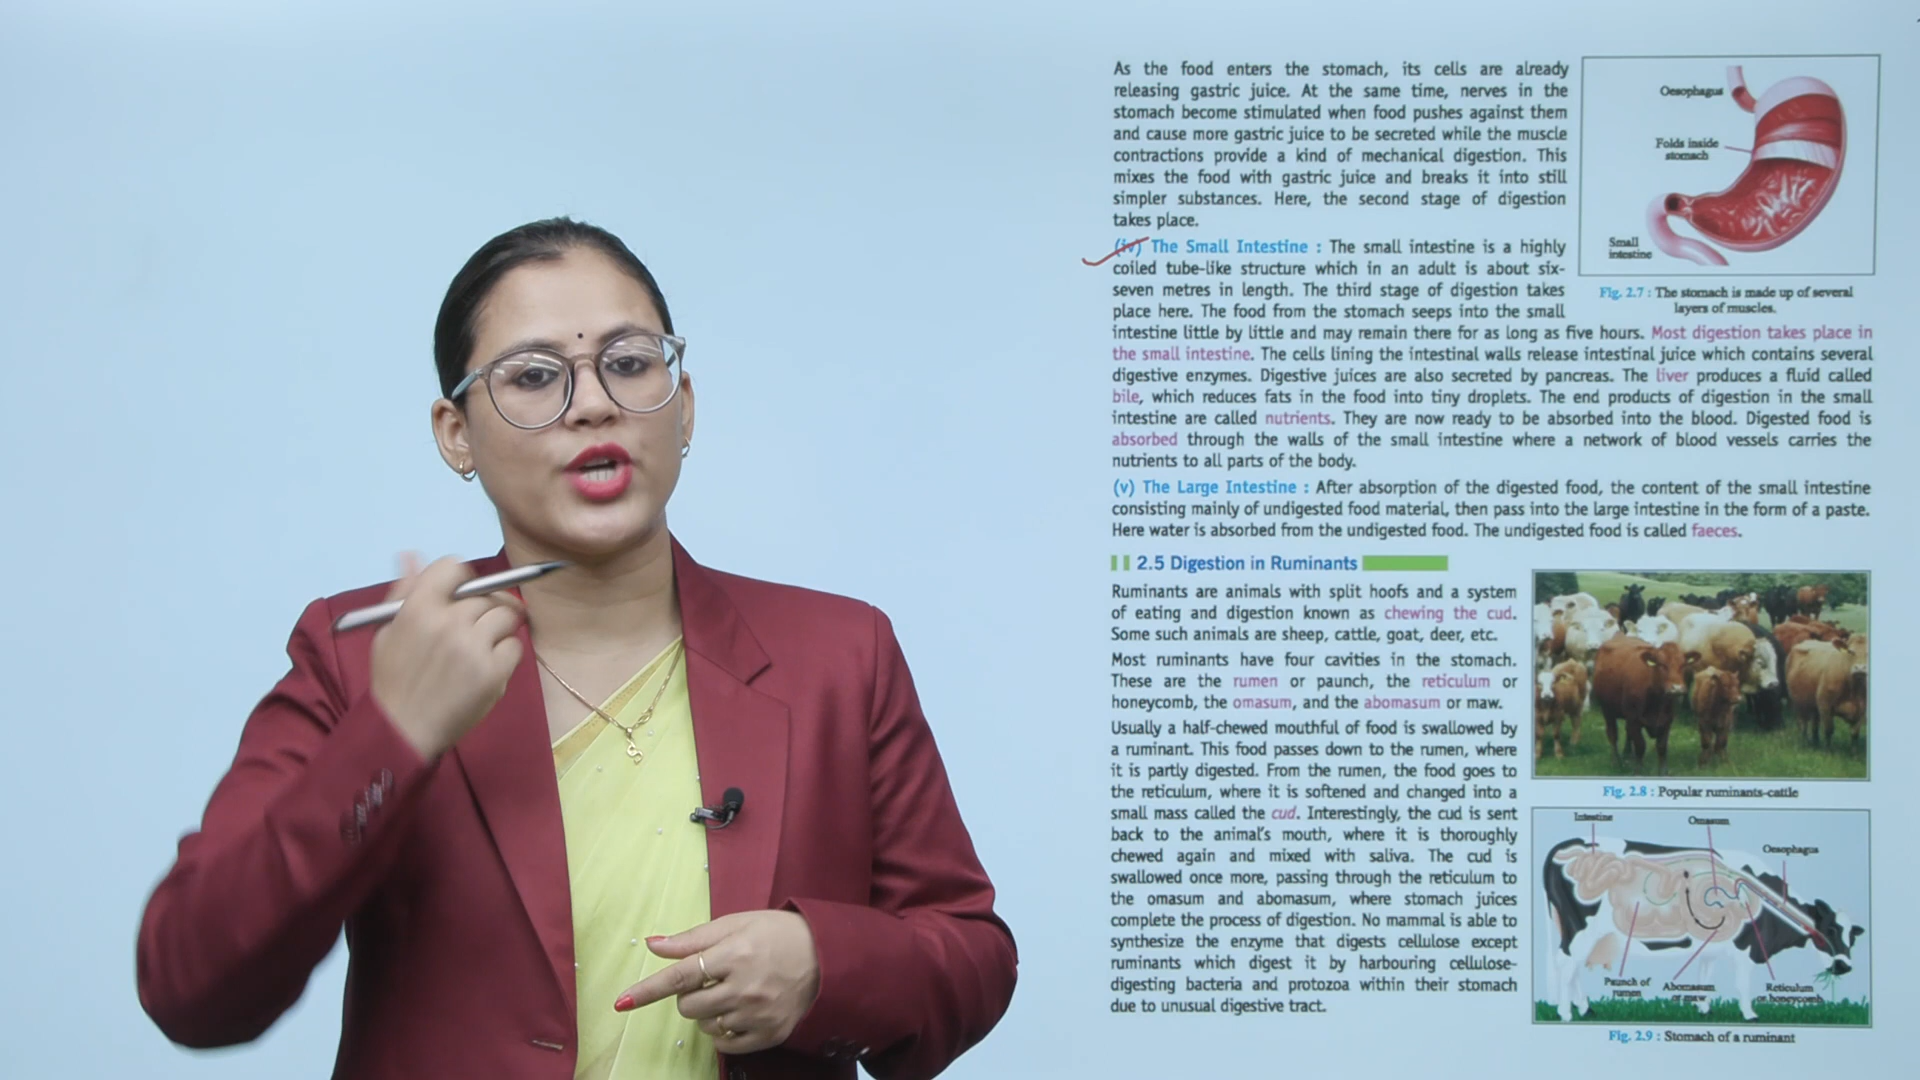 As the food enters the stomach, its cells are already
releasing gastric juice. At the same time, nerves in the
stomach become stimulated when food pushes against them
and cause more gastric juice to be secreted while the muscle
contractions provide a kind of mechanical digestion. This
mixes the food with gastric juice and breaks it into still
simpler substances. Here, the second stage of digestion
takes place.
(iv) The Small Intestine : The small intestine is a highly
coiled tube-like structure which in an adult is about six-
seven metres in length. The third stage of digestion takes
place here. The food from the stomach seeps into the small
intestine little by little and may remain there for as long as five hours. Most digestion takes place in
the small intestine. The cells lining the intestinal walls release intestinal juice which contains several
digestive enzymes. Digestive juices are also secreted by pancreas. The liver produces a fluid called
bile, which reduces fats in the food into tiny droplets. The end products of digestion in the small
intestine are called nutrients. They are now ready to be absorbed into the blood. Digested food is
absorbed through the walls of the small intestine where a network of blood vessels carries the
nutrients to all parts of the body.
Oesophagus
Folds inside
stomach
Small
intestine
Fig. 2.7 : The stomach is made up of several
layers of muscles.
(v) The Large Intestine : After absorption of the digested food, the content of the small intestine
consisting mainly of undigested food material, then pass into the large intestine in the form of a paste.
Here water is absorbed from the undigested food. The undigested food is called faeces.
2.5 Digestion in Ruminants
Ruminants are animals with split hoofs and a system
of eating and digestion known as chewing the cud.
Some such animals are sheep, cattle, goat, deer, etc.
Most ruminants have four cavities in the stomach.
These are the rumen or paunch, the reticulum or
honeycomb, the omasum, and the abomasum or maw.
Usually a half-chewed mouthful of food is swallowed by
a ruminant. This food passes down to the rumen, where
it is partly digested. From the rumen, the food goes to
the reticulum, where it is softened and changed into a
small mass called the cud. Interestingly, the cud is sent
back to the animal's mouth, where it is thoroughly
chewed again and mixed with saliva. The cud is
swallowed once more, passing through the reticulum to
the omasum and abomasum, where stomach juices
complete the process of digestion. No mammal is able to
synthesize the enzyme that digests cellulose except
ruminants which digest it by harbouring cellulose-
digesting bacteria and protozoa within their stomach
due to unusual digestive tract.
Fig. 2.8 : Popular ruminants-cattle
Intestine
Omasum
Oesophagus
Paunch of
rumen
Abomasum
or maw
Reticulum
or honeycomb
Fig. 2.9 : Stomach of a ruminant